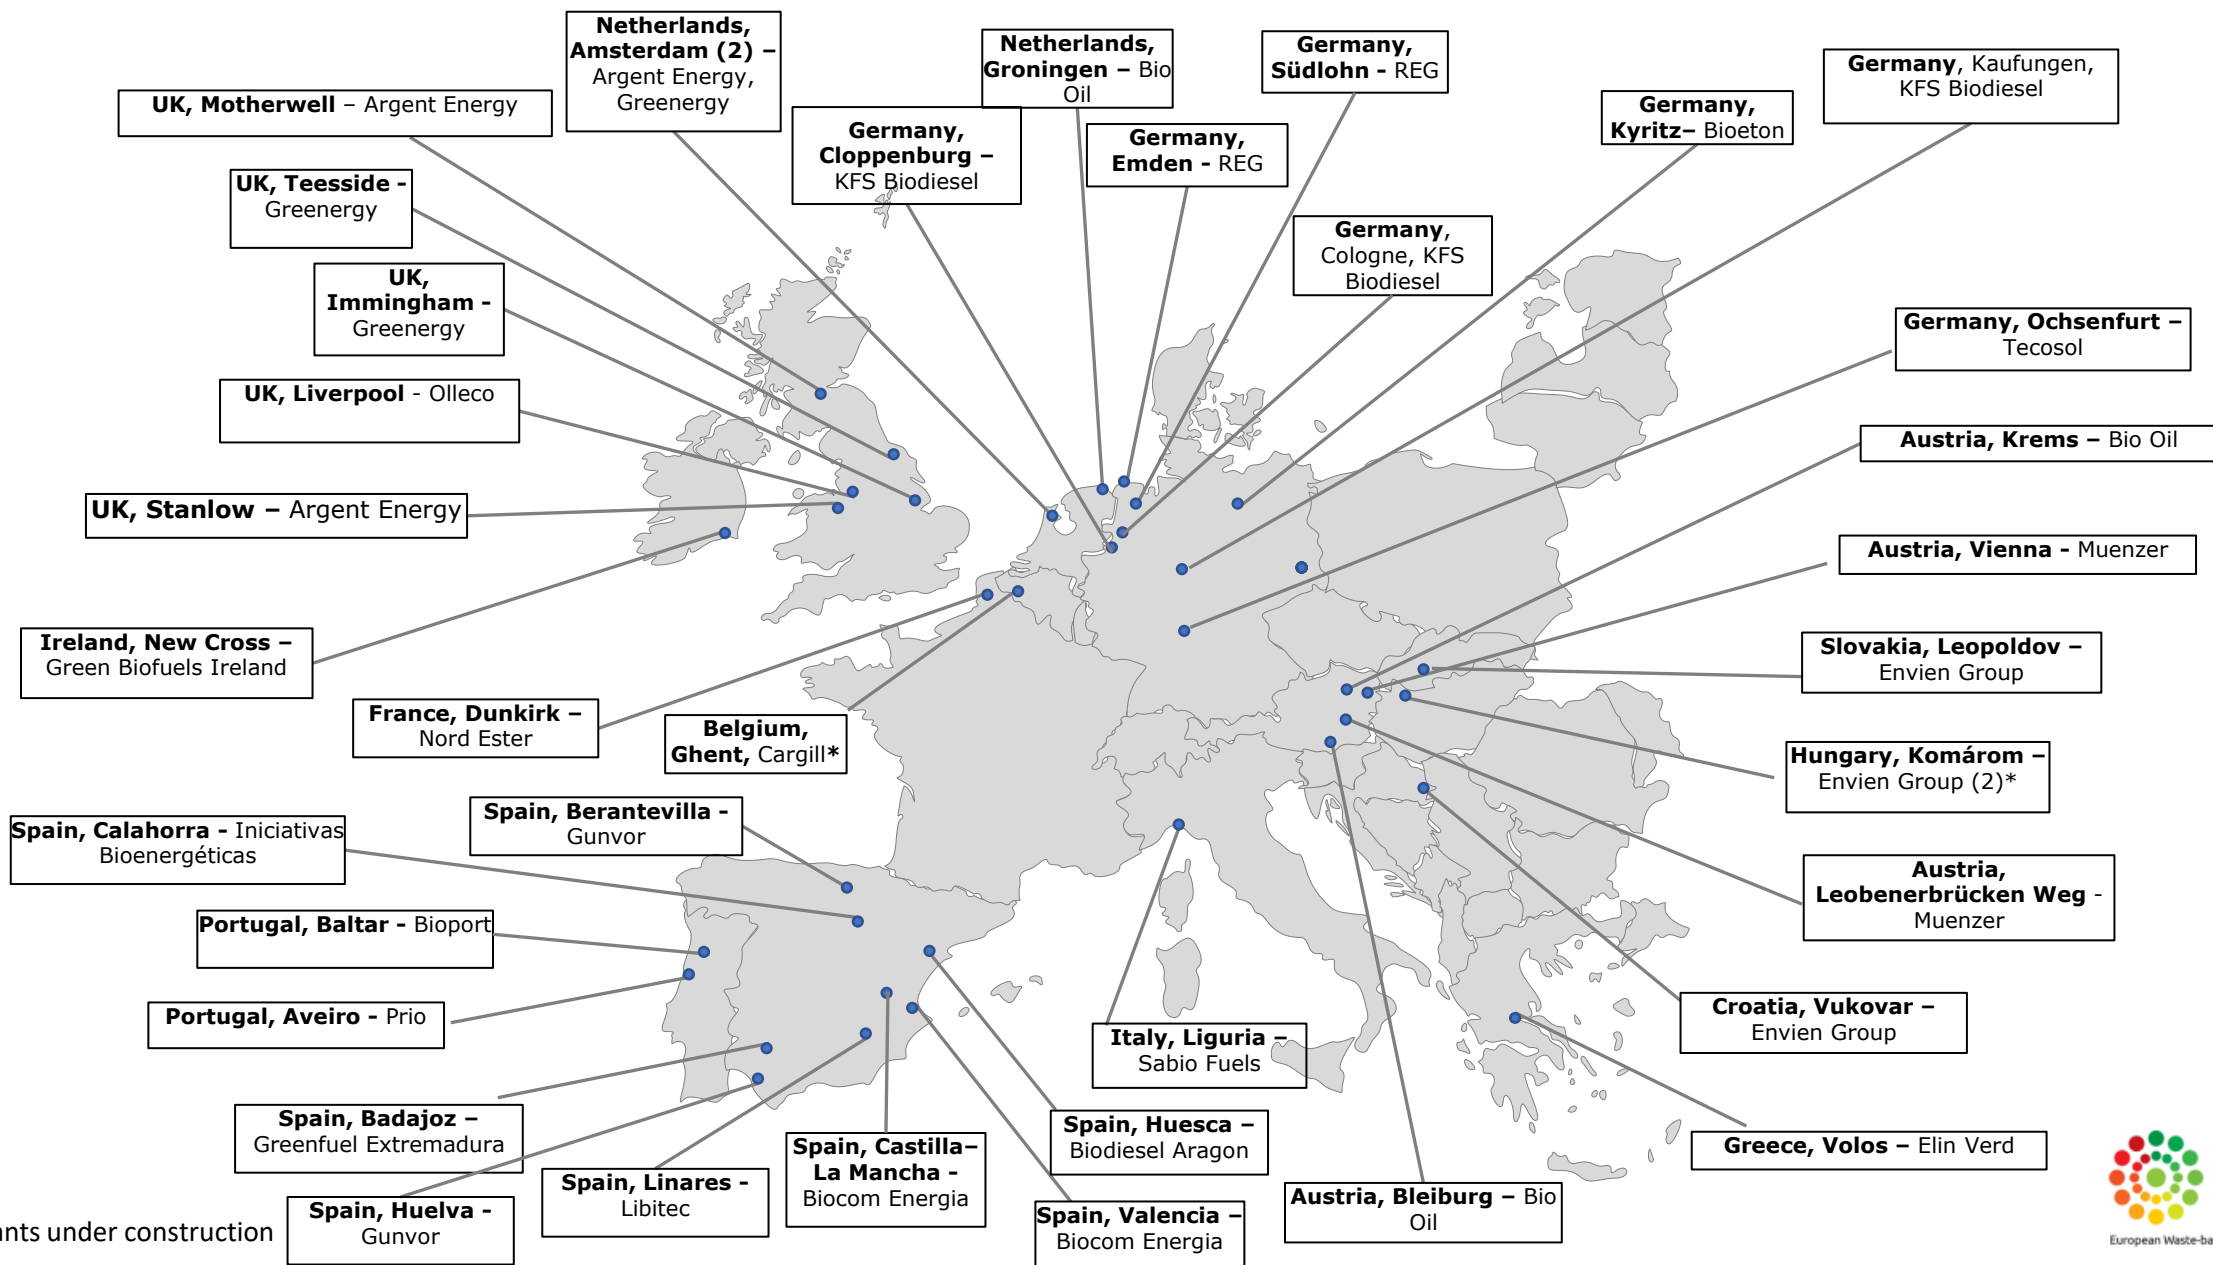 Netherlands,
Amsterdam (2) –
Argent Energy,
Greenergy
Netherlands,
Groningen – Bio
Oil
Germany,
Südlohn - REG
Germany, Kaufungen,
KFS Biodiesel
UK, Motherwell – Argent Energy
Germany,
Cloppenburg –
KFS Biodiesel
Germany,
Emden - REG
Germany,
Kyritz– Bioeton
UK, Teesside -
Greenergy
Germany,
Cologne, KFS
Biodiesel
UK,
Immingham -
Greenergy
Germany, Ochsenfurt –
Tecosol
UK, Liverpool - Olleco
Austria, Krems – Bio Oil
UK, Stanlow – Argent Energy
Austria, Vienna - Muenzer
Ireland, New Cross –
Green Biofuels Ireland
Slovakia, Leopoldov –
Envien Group
France, Dunkirk –
Nord Ester
Belgium,
Ghent, Cargill*
Hungary, Komárom –
Envien Group (2)*
Spain, Berantevilla -
Gunvor
Spain, Calahorra - Iniciativas
Bioenergéticas
Austria,
Leobenerbrücken Weg -
Muenzer
Portugal, Baltar - Bioport
Portugal, Aveiro - Prio
Croatia, Vukovar –
Envien Group
Italy, Liguria –
Sabio Fuels
Spain, Badajoz –
Greenfuel Extremadura
Spain, Huesca –
Biodiesel Aragon
Greece, Volos – Elin Verd
Spain, Castilla–
La Mancha -
Biocom Energia
Spain, Linares -
Libitec
Austria, Bleiburg – Bio
Oil
Spain, Huelva -
Gunvor
Spain, Valencia –
Biocom Energia
ants under construction
European Waste-ba